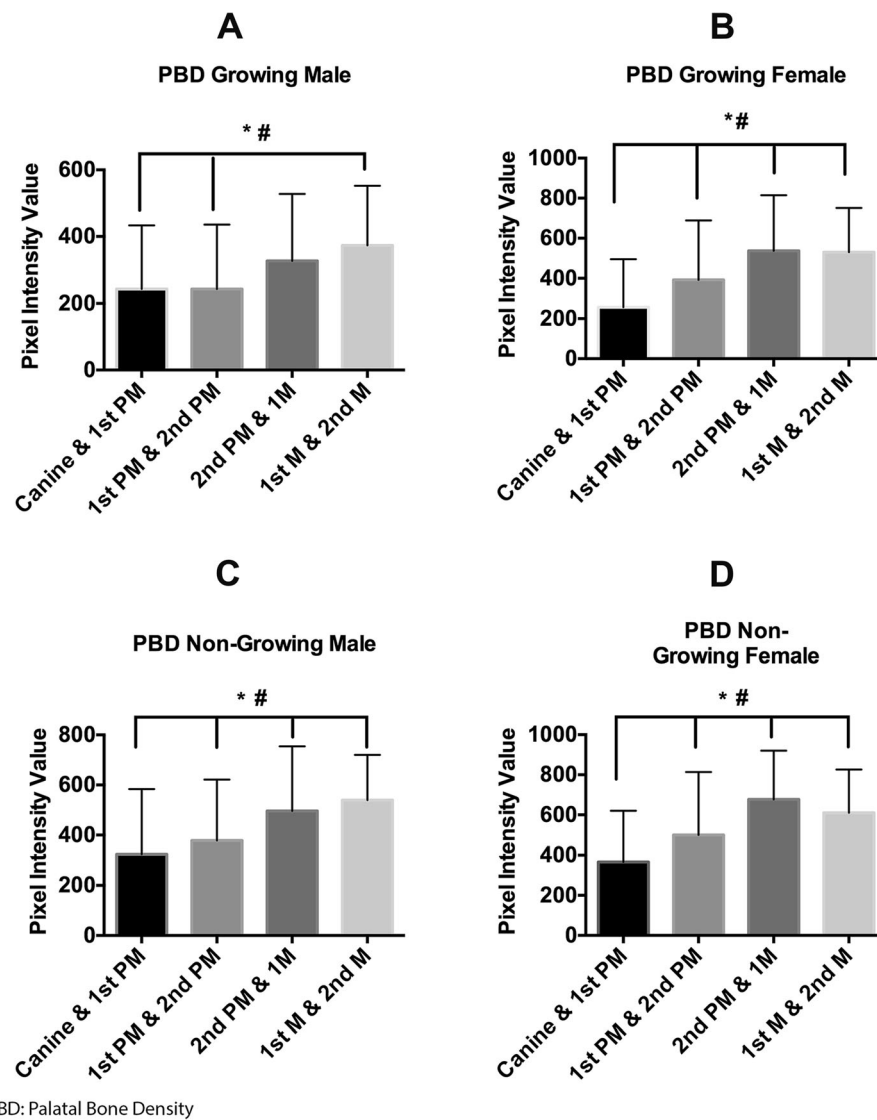 A
PBD Growing Male
* #
Pixel Intensity Value
600
400
200
0
Canine & 1st PM
1st PM & 2nd PM
2nd PM & 1M
1st M & 2nd M
B
PBD Growing Female
*#
Pixel Intensity Value
1000
800
600
400
200
0
Canine & 1st PM
1st PM & 2nd PM
2nd PM & 1M
1st M & 2nd M
C
PBD Non-Growing Male
* #
Pixel Intensity Value
800
600
400
200
0
Canine & 1st PM
1st PM & 2nd PM
2nd PM & 1M
1st M & 2nd M
D
PBD Non-
Growing Female
* #
Pixel Intensity Value
1000
800
600
400
200
0
Canine & 1st PM
1st PM & 2nd PM
2nd PM & 1M
1st M & 2nd M
BD: Palatal Bone Density